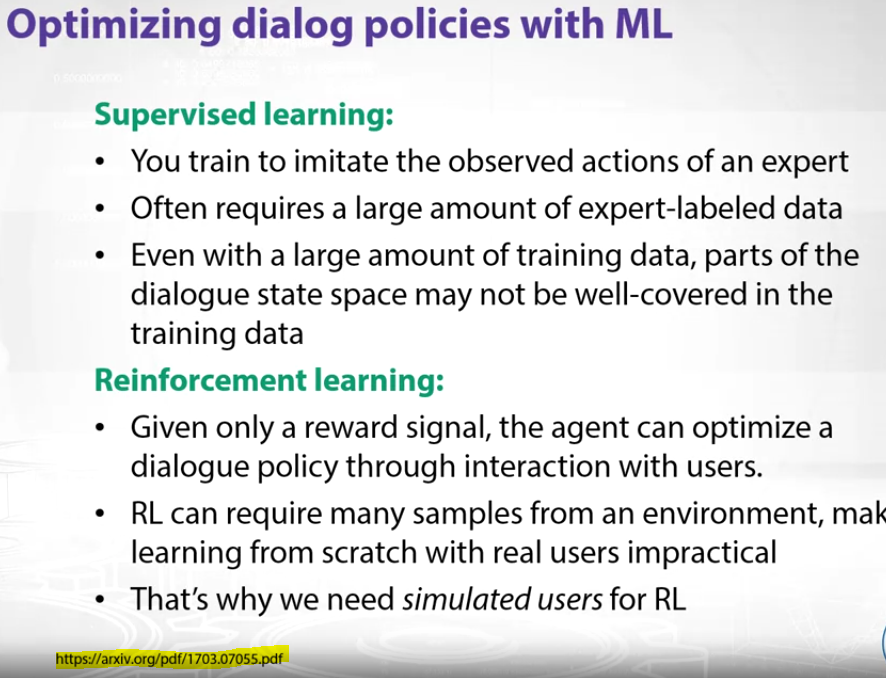 Optimizing dialog policies with ML
Supervised learning:
• You train to imitate the observed actions of an expert
• Often requires a large amount of expert-labeled data
• Even with a large amount of training data, parts of the
dialogue state space may not be well-covered in the
training data
Reinforcement learning:
• Given only a reward signal, the agent can optimize a
dialogue policy through interaction with users.
• RL can require many samples from an environment, mak
learning from scratch with real users impractical
• That's why we need simulated users for RL
https://arxiv.org/pdf/1703.07055.pdf